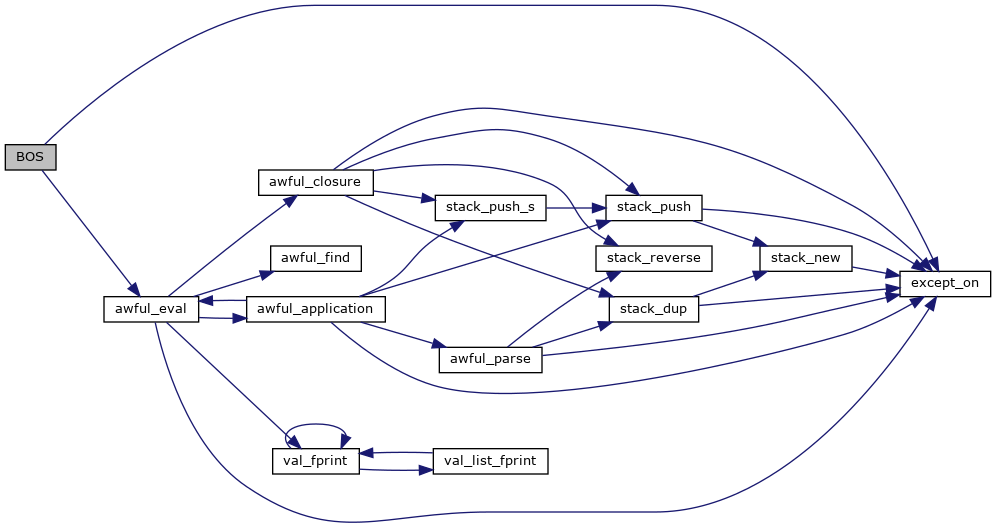 BOS
awful_closure
stack_push_s
stack_push
awful_find
stack_reverse
stack_new
except_on
awful_eval
awful_application
stack_dup
awful_parse
val_fprint
val_list_fprint